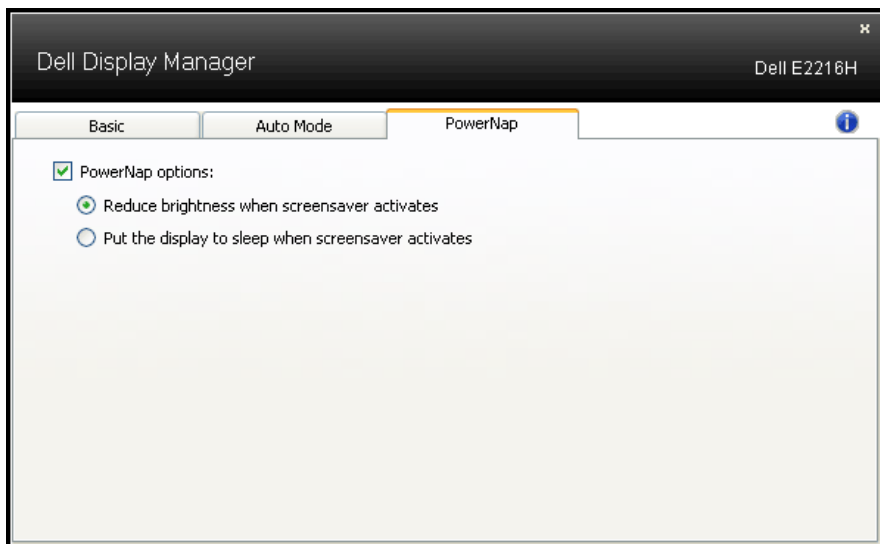 Dell Display Manager
Dell E2216H
Basic
Auto Mode
PowerNap
PowerNap options:
Reduce brightness when screensaver activates
Put the display to sleep when screensaver activates